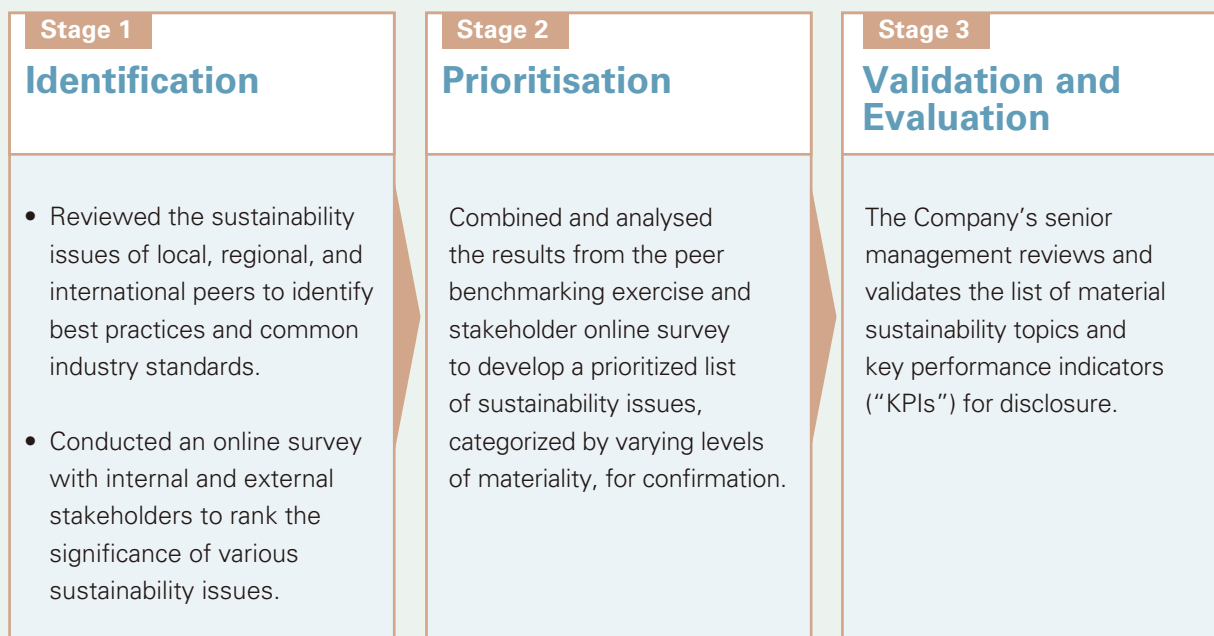 Stage 1
Identification
• Reviewed the sustainability
issues of local, regional, and
international peers to identify
best practices and common
industry standards.
• Conducted an online survey
with internal and external
stakeholders to rank the
significance of various
sustainability issues.
Stage 2
Prioritisation
Combined and analysed
the results from the peer
benchmarking exercise and
stakeholder online survey
to develop a prioritized list
of sustainability issues,
categorized by varying levels
of materiality, for confirmation.
Stage 3
Validation and
Evaluation
The Company’s senior
management reviews and
validates the list of material
sustainability topics and
key performance indicators
(“KPIs”) for disclosure.